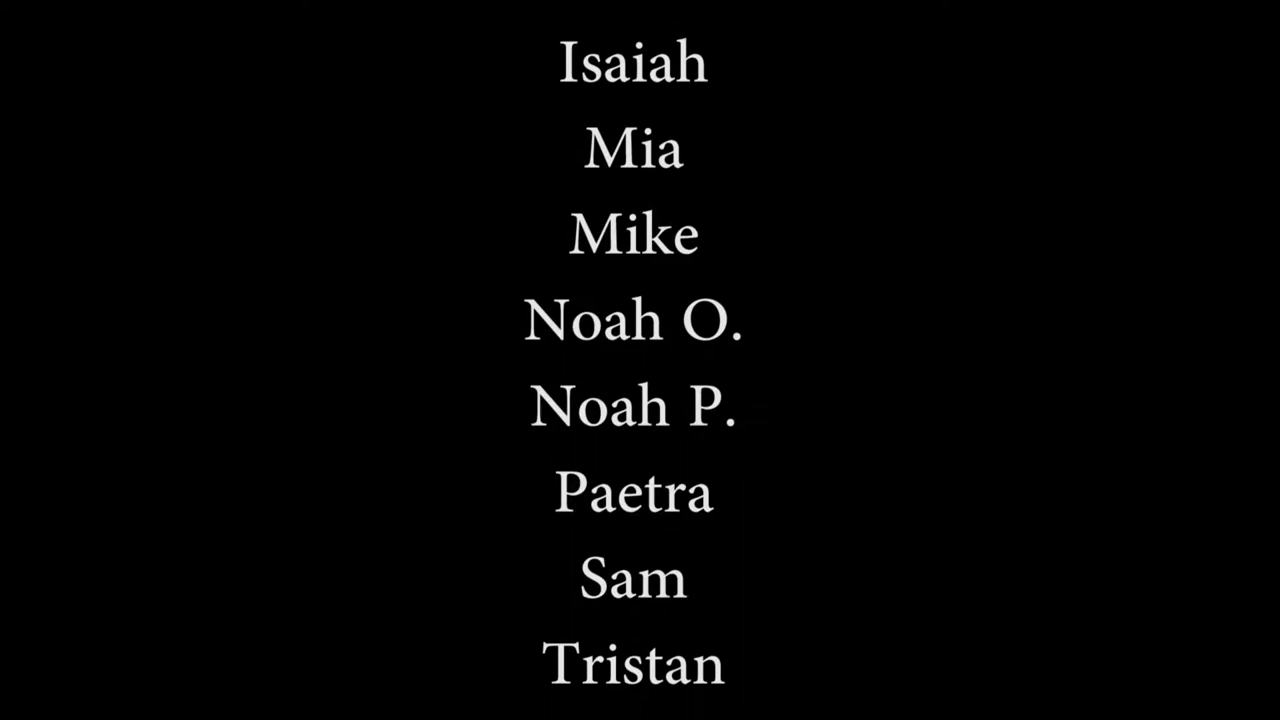 Isaiah
Mia
Mike
Noah O.
Noah P.
Paetra
Sam
Tristan